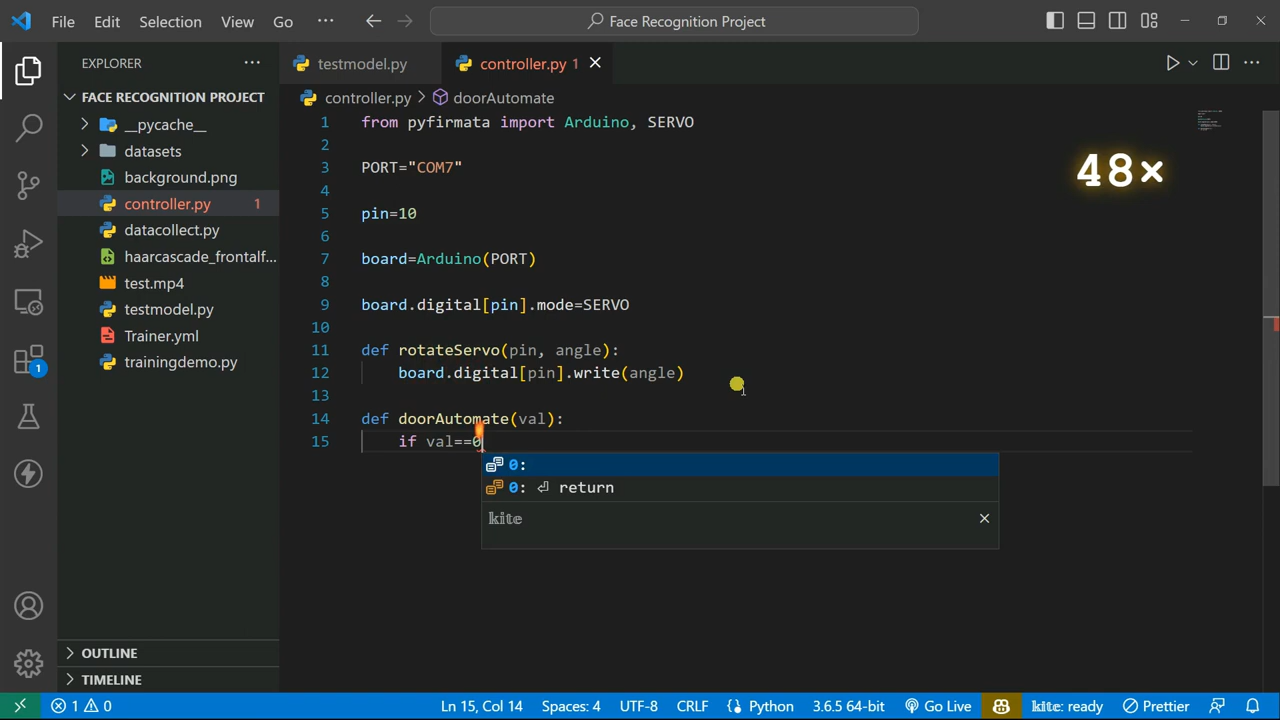 File Edit Selection View Go ··· Face Recognition Project
EXPLORER ···
FACE RECOGNITION PROJECT
__pycache__
datasets
background.png
controller.py 1
datacollect.py
haarcascade_frontalf...
test.mp4
testmodel.py
Trainer.yml
trainingdemo.py
OUTLINE
TIMELINE
1
testmodel.py controller.py 1
controller.py > doorAutomate
48×
1 from pyfirmata import Arduino, SERVO
2
3 PORT="COM7"
4
5 pin=10
6
7 board=Arduino(PORT)
8
9 board.digital[pin].mode=SERVO
10
11 def rotateServo(pin, angle):
12     board.digital[pin].write(angle)
13
14 def doorAutomate(val):
15     if val==0
0:
0: ⏎ return
kite
1 0 Ln 15, Col 14 Spaces: 4 UTF-8 CRLF Python 3.6.5 64-bit Go Live kite: ready Prettier